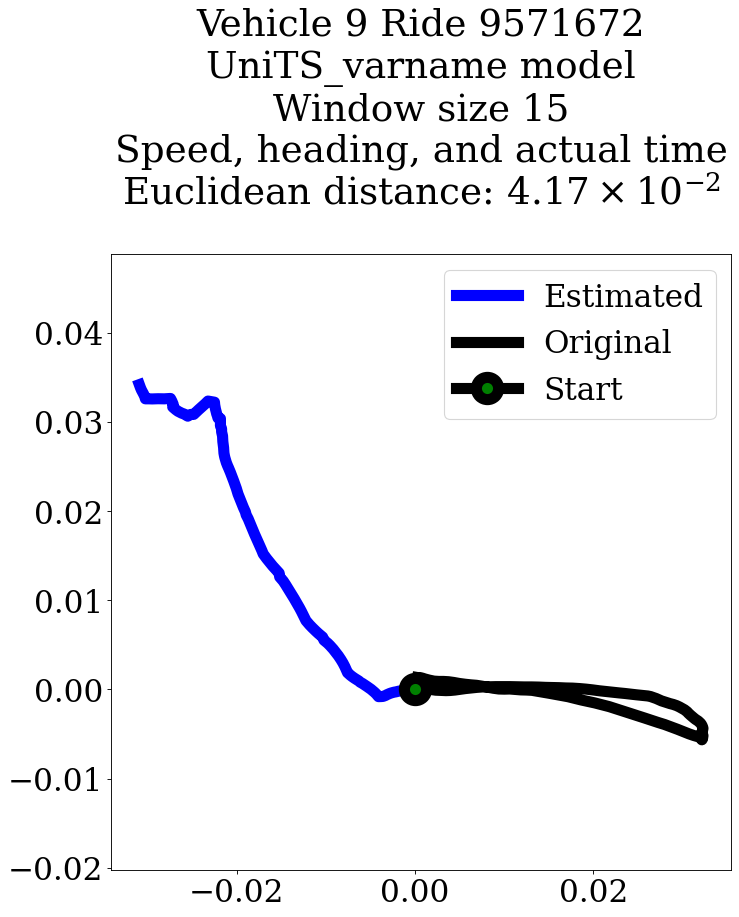 Vehicle 9 Ride 9571672
UniTS_varname model
Window size 15
Speed, heading, and actual time
Euclidean distance: 4.17 × 10⁻²
Estimated
Original
Start
0.04
0.03
0.02
0.01
0.00
−0.01
−0.02
−0.02 0.00 0.02